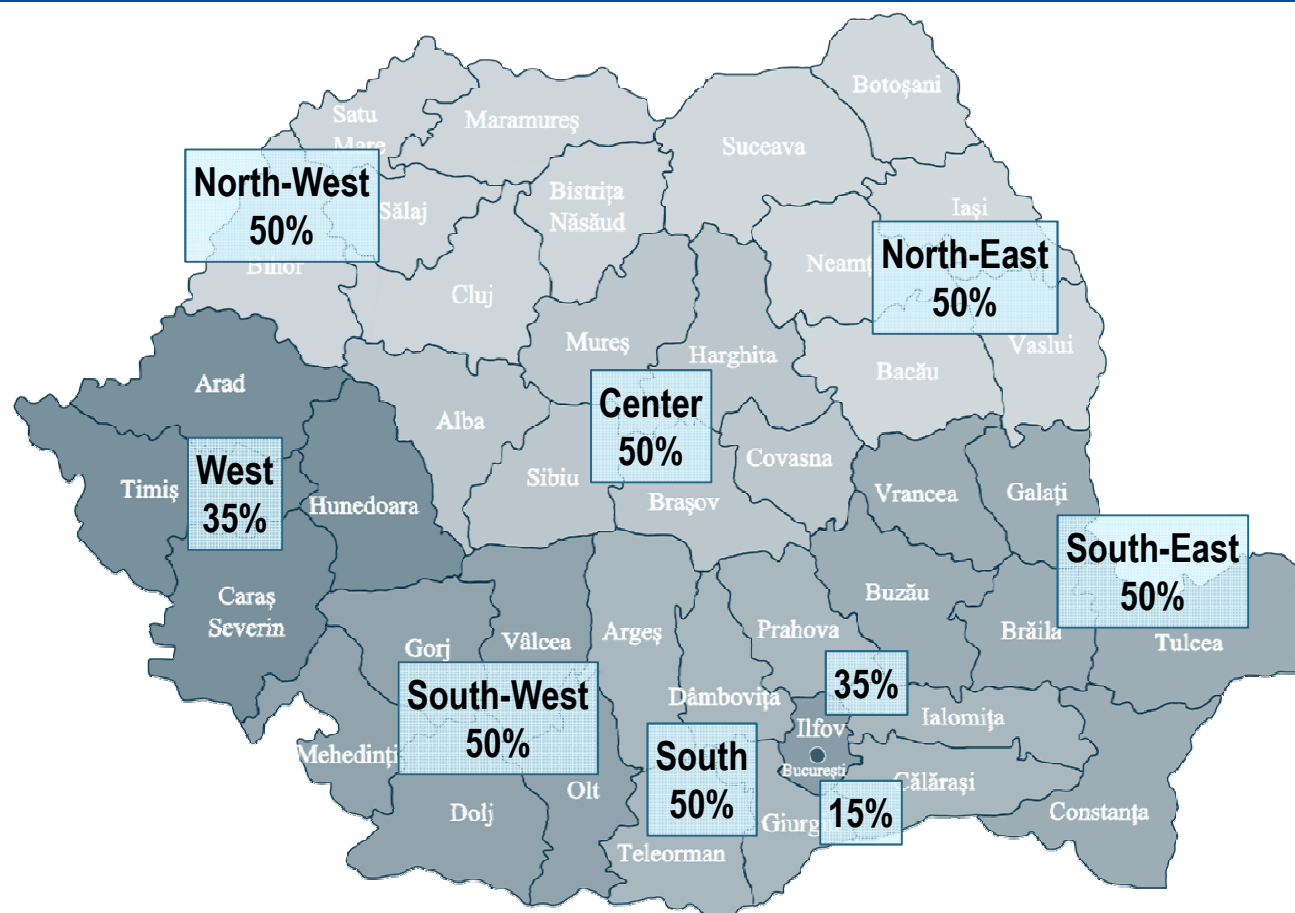 Botoșani
Satu
Mare
Maramureș
Suceava
North-West
50%
Bistrița
Năsăud
Sălaj
Iași
Bihor
Neamț
North-East
50%
Cluj
Mureș
Harghita
Vaslui
Bacău
Arad
Center
50%
Alba
Covasna
West
35%
Timiș
Sibiu
Vrancea
Galați
Hunedoara
Brașov
South-East
50%
Caraș
Severin
Buzău
Gorj
Vâlcea
Argeș
Prahova
Brăila
Tulcea
35%
South-West
50%
Dâmbovița
Ilfov
Ialomița
Mehedinți
South
50%
București
Călărași
Olt
Dolj
15%
Constanța
Teleorman